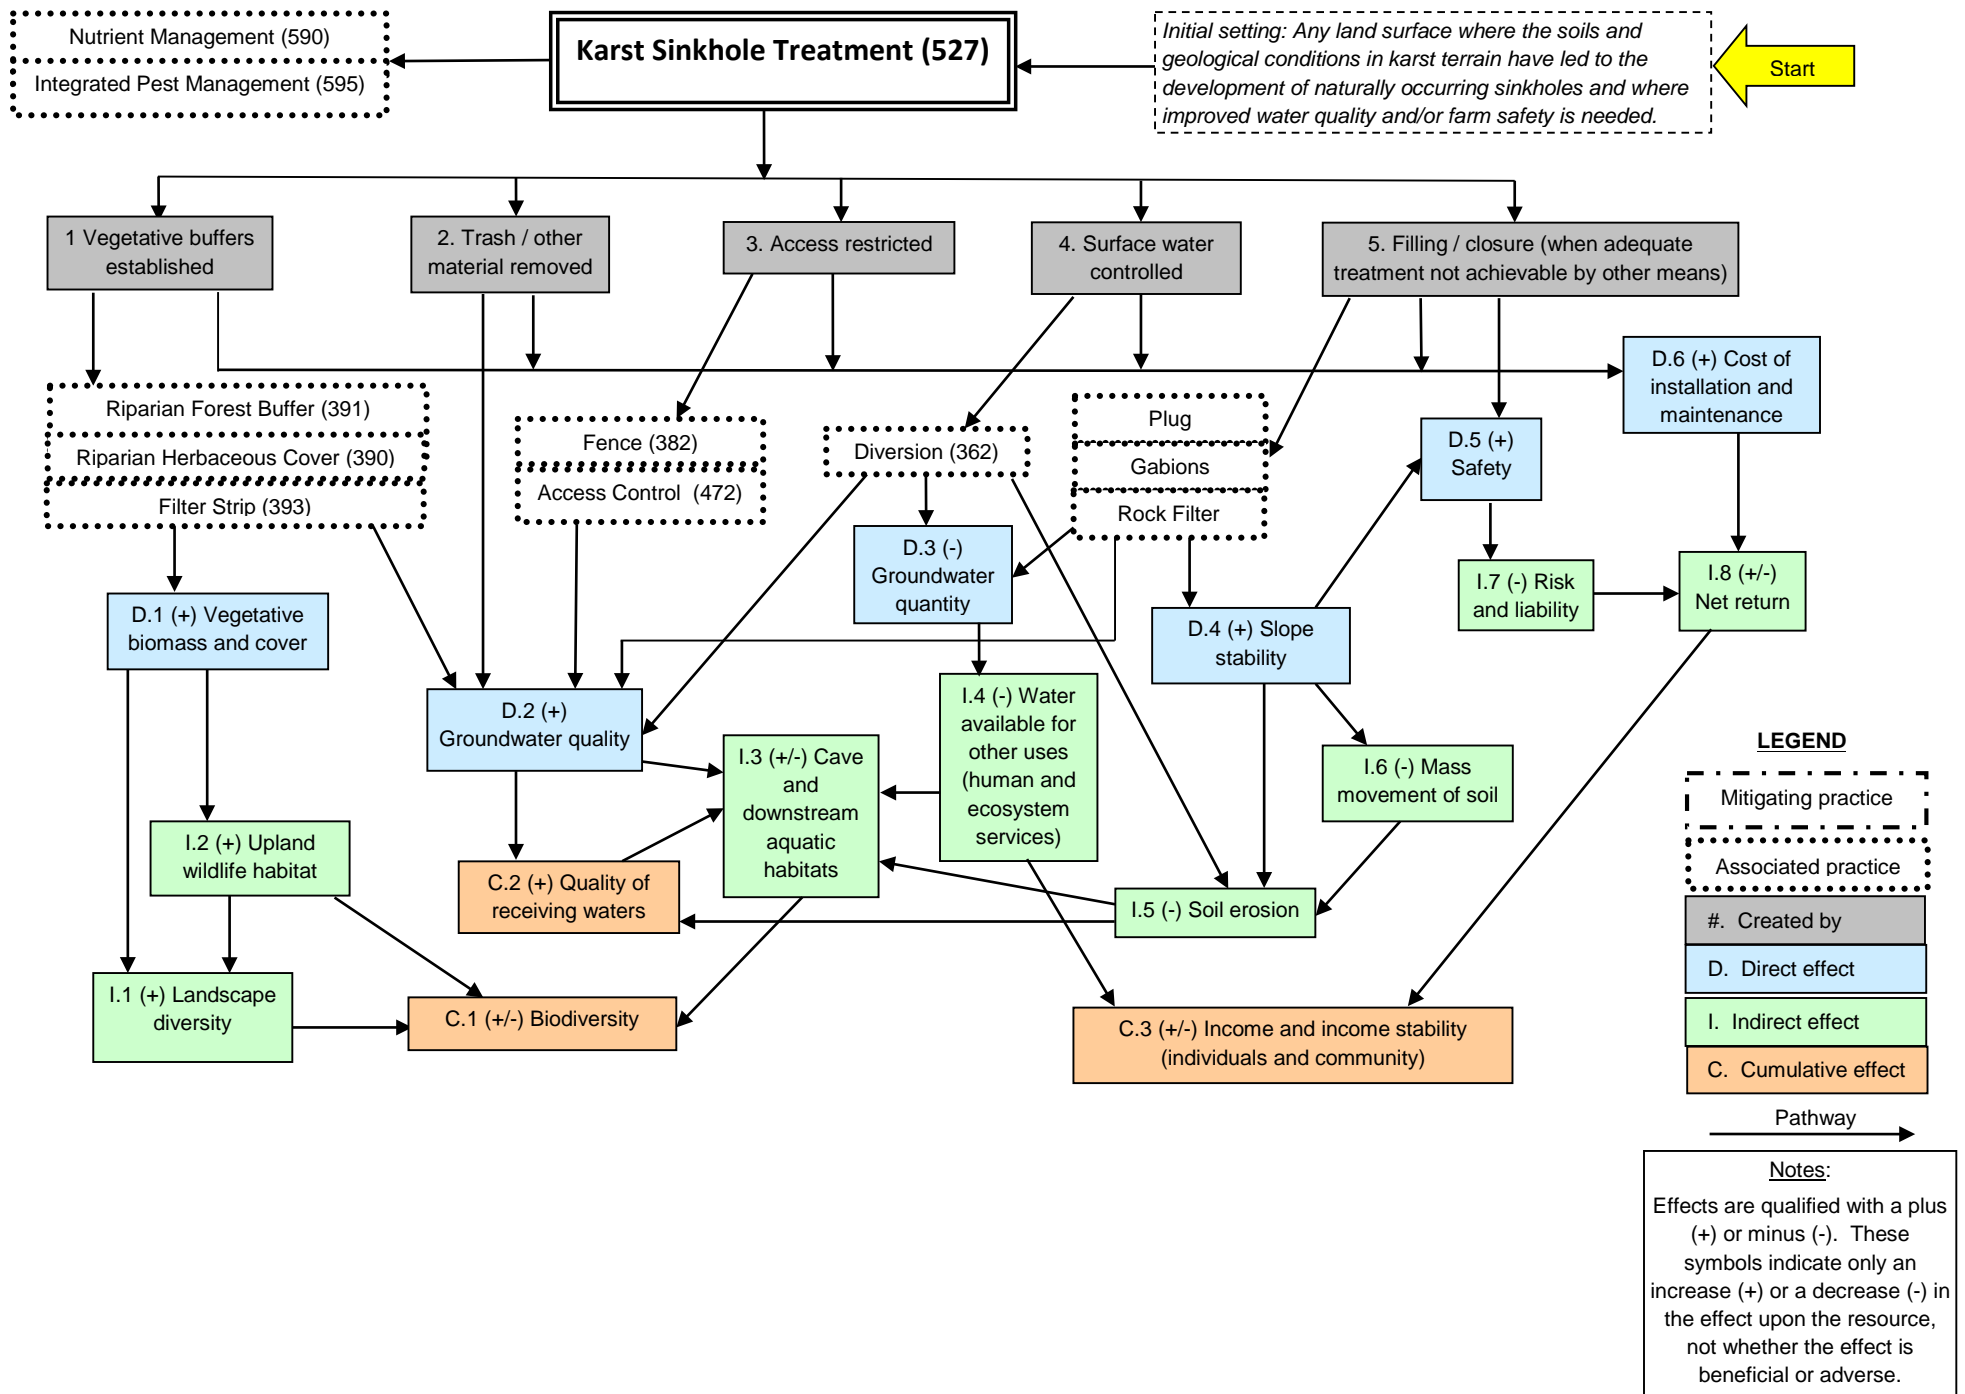 Nutrient Management (590)
Integrated Pest Management (595)
Karst Sinkhole Treatment (527)
Initial setting: Any land surface where the soils and
geological conditions in karst terrain have led to the
development of naturally occurring sinkholes and where
improved water quality and/or farm safety is needed.
Start
1 Vegetative buffers
established
2. Trash / other
material removed
3. Access restricted
4. Surface water
controlled
5. Filling / closure (when adequate
treatment not achievable by other means)
D.6 (+) Cost of
installation and
maintenance
Riparian Forest Buffer (391)
Riparian Herbaceous Cover (390)
Filter Strip (393)
Fence (382)
Access Control  (472)
Diversion (362)
Plug
Gabions
Rock Filter
D.5 (+)
Safety
D.3 (-)
Groundwater
quantity
I.7 (-) Risk
and liability
I.8 (+/-)
Net return
D.1 (+) Vegetative
biomass and cover
D.4 (+) Slope
stability
D.2 (+)
Groundwater quality
I.3 (+/-) Cave
and
downstream
aquatic
habitats
I.4 (-) Water
available for
other uses
(human and
ecosystem
services)
I.6 (-) Mass
movement of soil
I.2 (+) Upland
wildlife habitat
C.2 (+) Quality of
receiving waters
I.5 (-) Soil erosion
I.1 (+) Landscape
diversity
C.1 (+/-) Biodiversity
C.3 (+/-) Income and income stability
(individuals and community)
LEGEND
Mitigating practice
Associated practice
#.  Created by
D.  Direct effect
I.  Indirect effect
C.  Cumulative effect
Pathway
Notes:
Effects are qualified with a plus
(+) or minus (-).  These
symbols indicate only an
increase (+) or a decrease (-) in
the effect upon the resource,
not whether the effect is
beneficial or adverse.